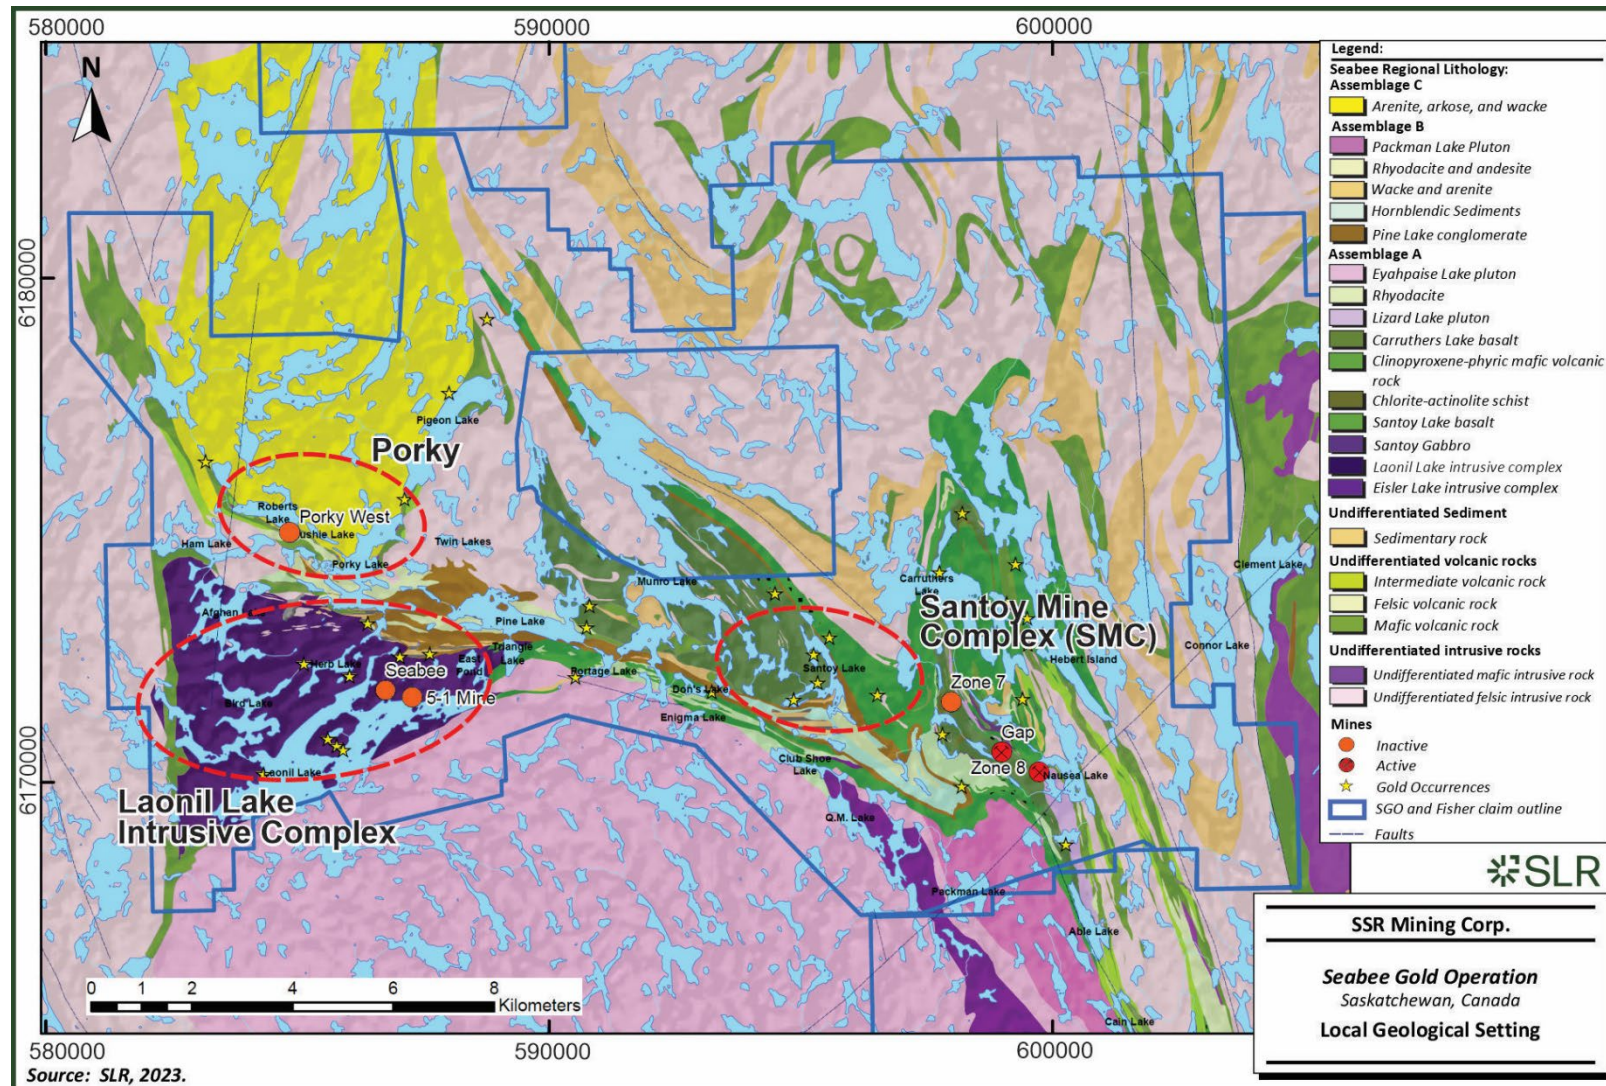 580000
590000
600000
N
6180000
6170000
Pigeon Lake
Porky
Roberts
Lake
Porky West
ushie Lake
Ham Lake
Porky Lake
Twin Lakes
Munro Lake
Carruthers
Lake
Clement Lake
Santoy Mine
Complex (SMC)
Pine Lake
Triangle
Lake
East
Pond
Herb Lake
Seabee
5-1 Mine
Bird Lake
Portage Lake
Don's Lake
Enigma Lake
Santoy Lake
Hebert Island
Connor Lake
Zone 7
Gap
Zone 8
Nausea Lake
Club Shoe
Lake
Laonil Lake
Laonil Lake
Intrusive Complex
Q.M. Lake
Packman Lake
Able Lake
Cain Lake
0 1 2 4 6 8
Kilometers
580000
590000
600000
Source: SLR, 2023.
Legend:
Seabee Regional Lithology:
Assemblage C
Arenite, arkose, and wacke
Assemblage B
Packman Lake Pluton
Rhyodacite and andesite
Wacke and arenite
Hornblendic Sediments
Pine Lake conglomerate
Assemblage A
Eyahpaise Lake pluton
Rhyodacite
Lizard Lake pluton
Carruthers Lake basalt
Clinopyroxene-phyric mafic volcanic
rock
Chlorite-actinolite schist
Santoy Lake basalt
Santoy Gabbro
Laonil Lake intrusive complex
Eisler Lake intrusive complex
Undifferentiated Sediment
Sedimentary rock
Undifferentiated volcanic rocks
Intermediate volcanic rock
Felsic volcanic rock
Mafic volcanic rock
Undifferentiated intrusive rocks
Undifferentiated mafic intrusive rock
Undifferentiated felsic intrusive rock
Mines
Inactive
Active
Gold Occurrences
SGO and Fisher claim outline
Faults
SLR
SSR Mining Corp.
Seabee Gold Operation
Saskatchewan, Canada
Local Geological Setting